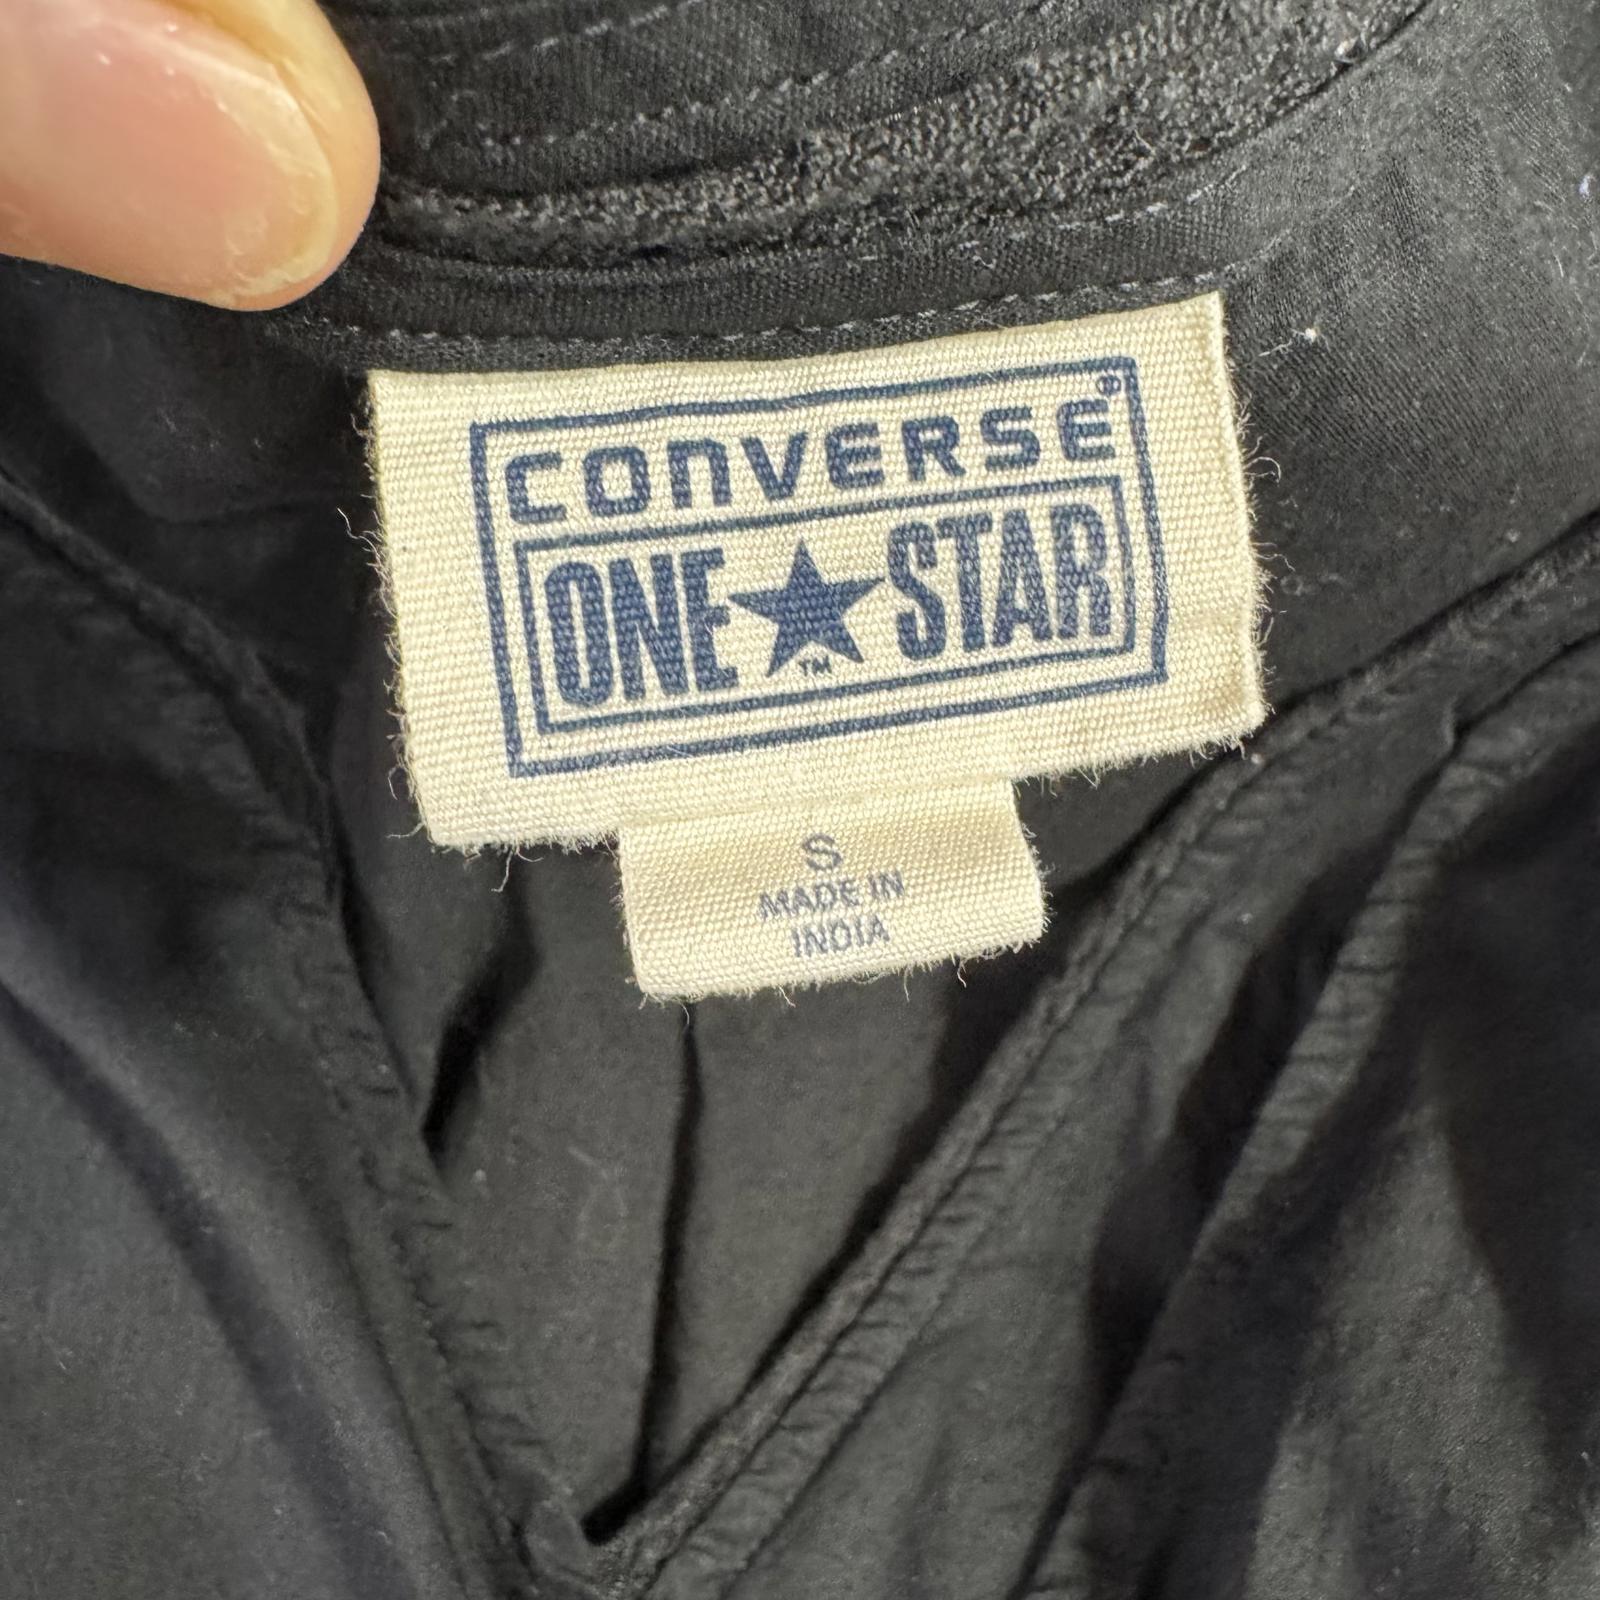 CONVERSE®
ONE★STAR
™
S
MADE IN
INDIA